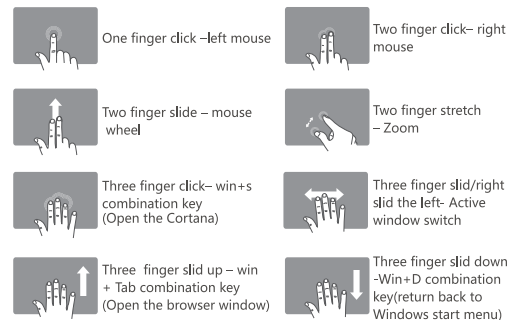 One finger click –left mouse
Two finger click– right
mouse
Two finger slide – mouse
wheel
Two finger stretch
– Zoom
Three finger click– win+s
combination key
(Open the Cortana)
Three finger slid/right
slid the left- Active
window switch
Three finger slid up – win
+ Tab combination key
(Open the browser window)
Three finger slid down
-Win+D combination
key(return back to
Windows start menu)